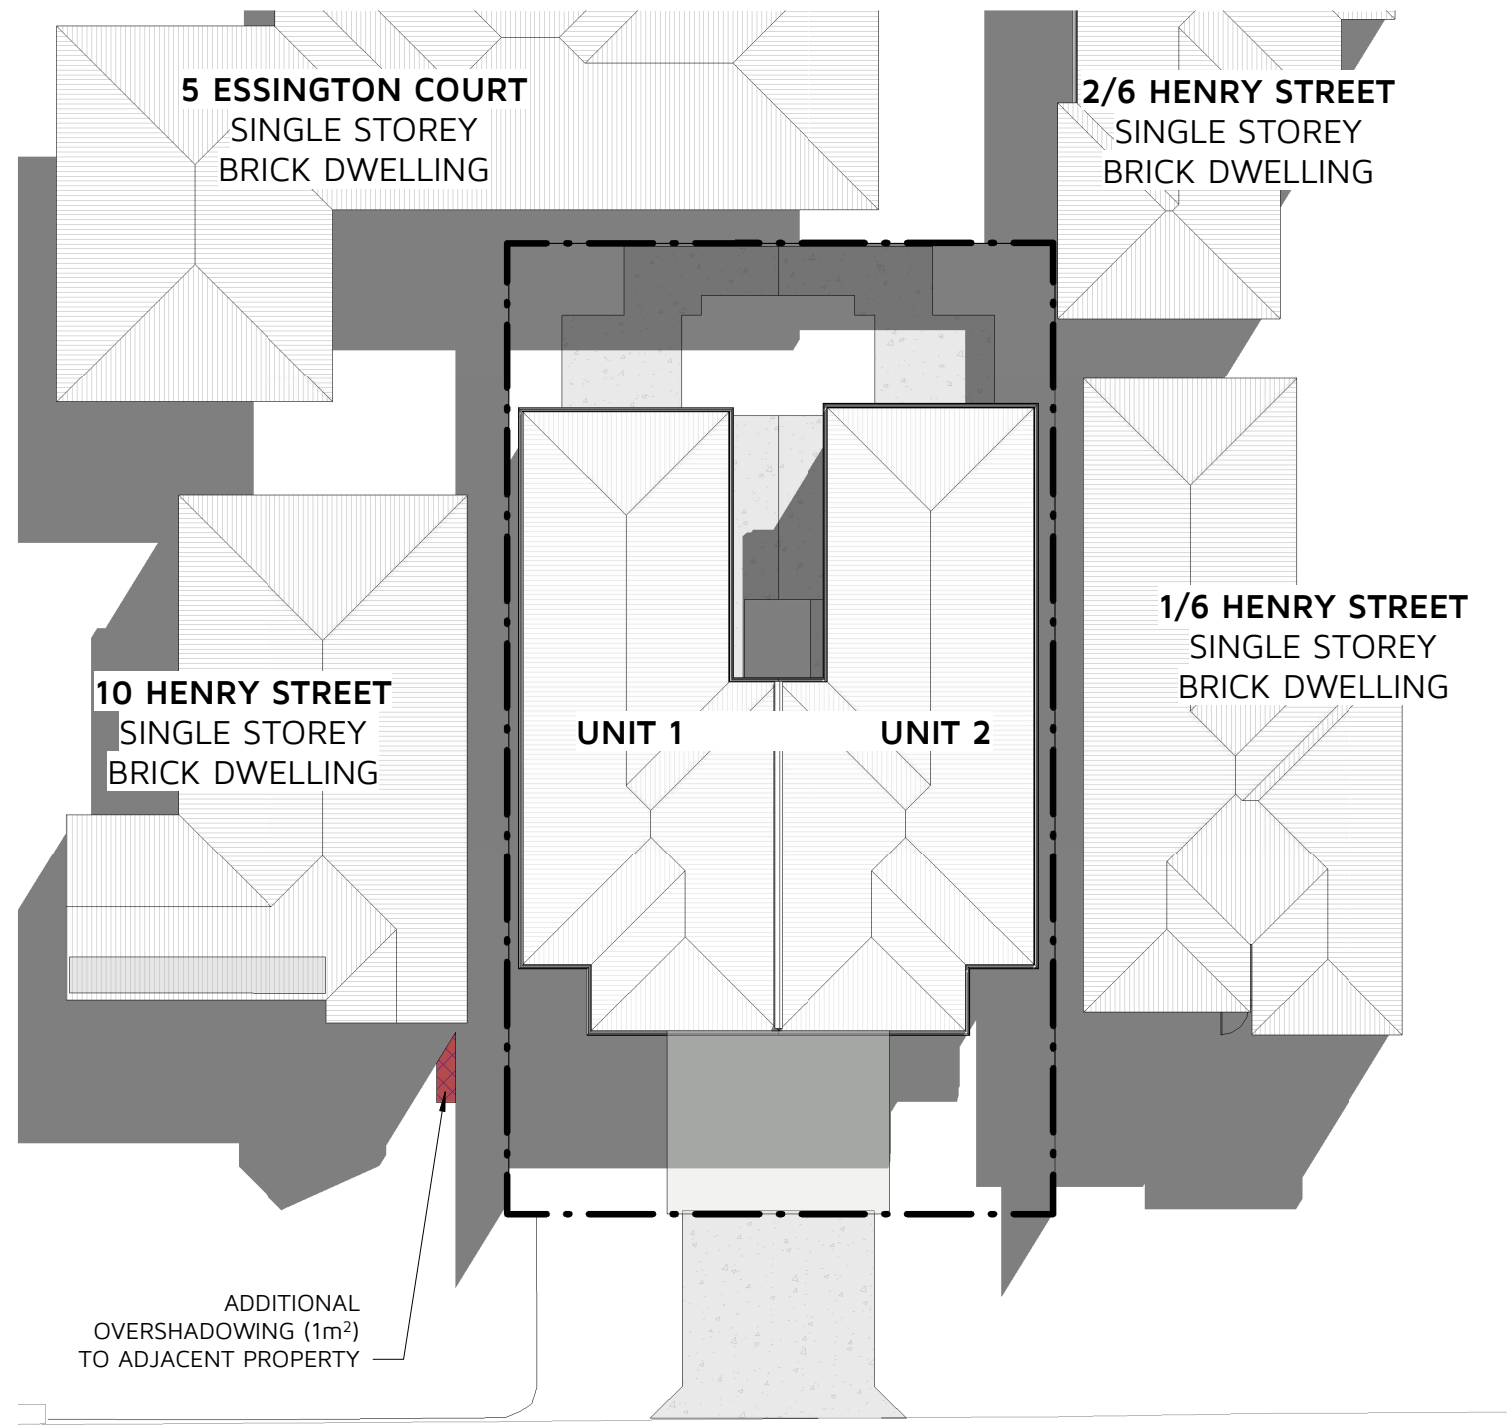 5 ESSINGTON COURT
SINGLE STOREY
BRICK DWELLING
2/6 HENRY STREET
SINGLE STOREY
BRICK DWELLING
1/6 HENRY STREET
SINGLE STOREY
BRICK DWELLING
10 HENRY STREET
SINGLE STOREY
BRICK DWELLING
UNIT 1
UNIT 2
ADDITIONAL
OVERSHADOWING (1m²)
TO ADJACENT PROPERTY